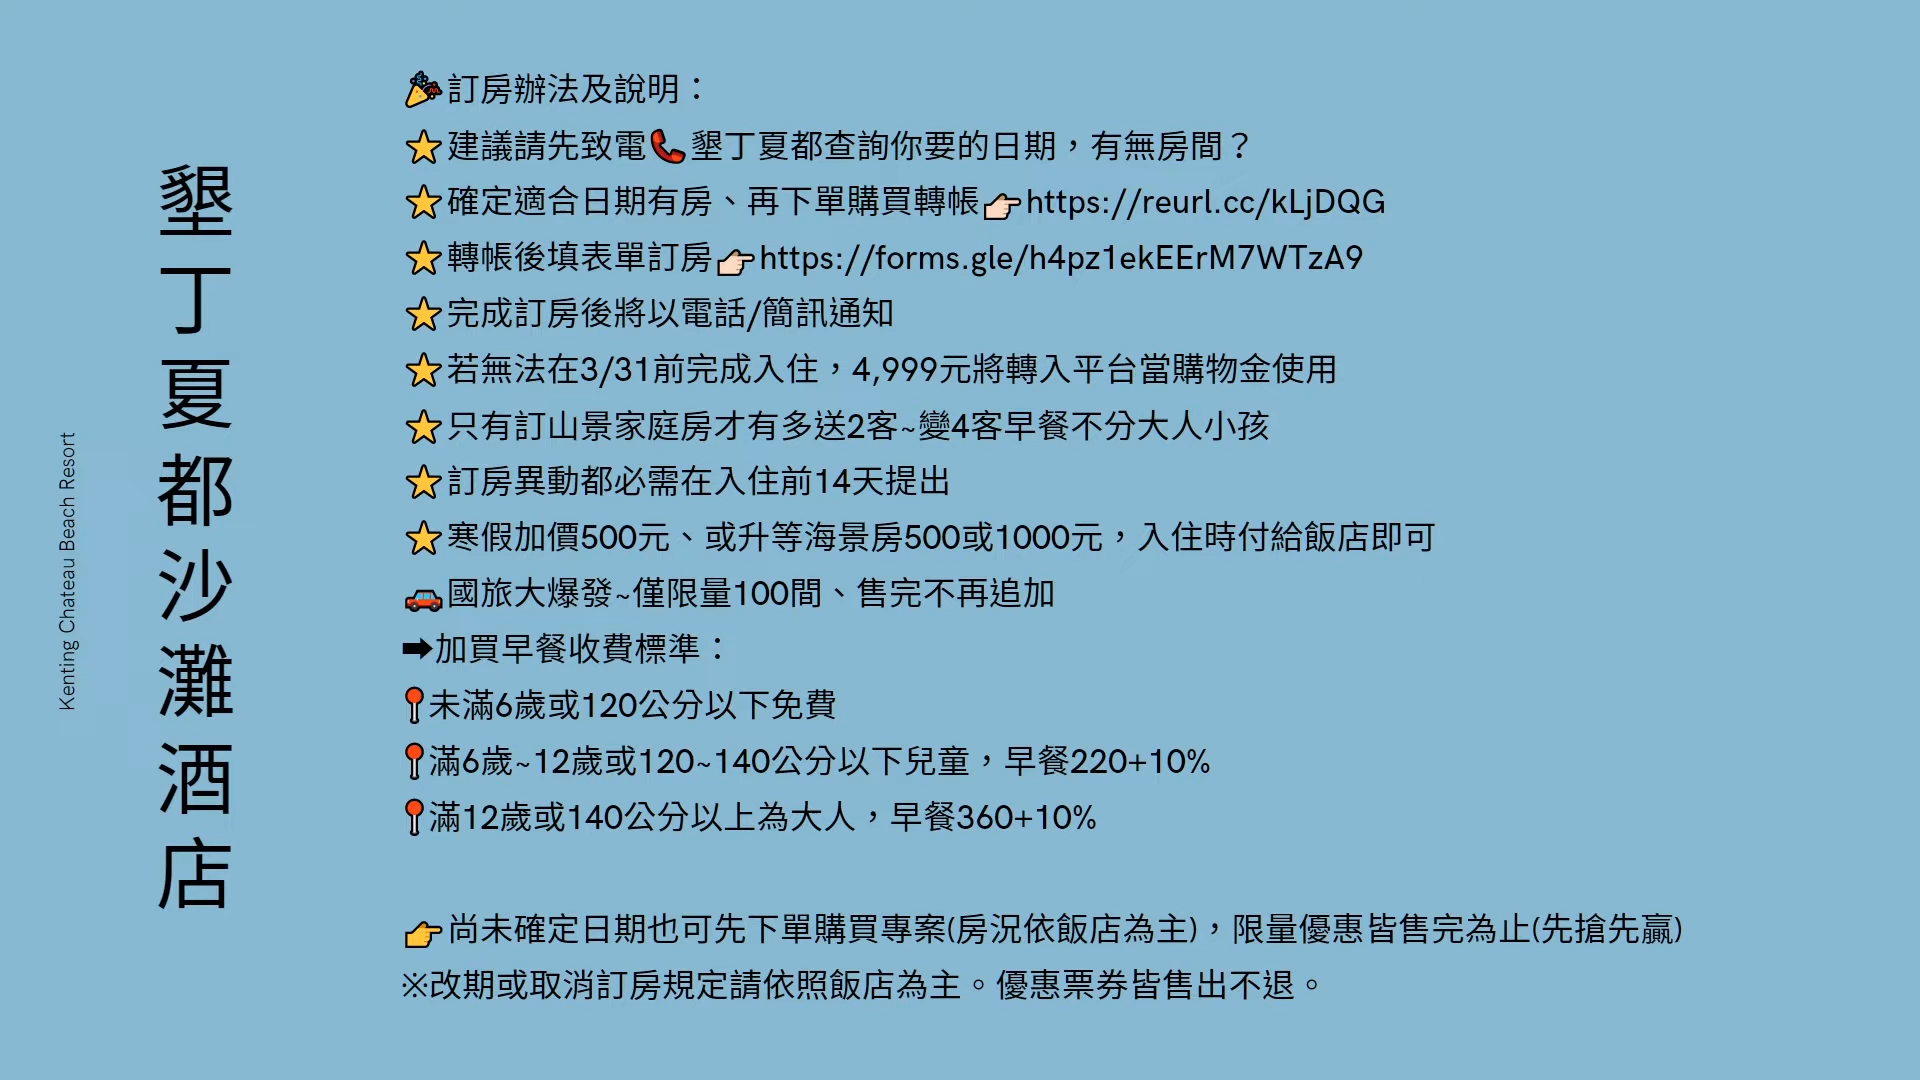 墾丁夏都沙灘酒店
Kenting Chateau Beach Resort
🎉訂房辦法及說明：
⭐建議請先致電📞墾丁夏都查詢你要的日期，有無房間？
⭐確定適合日期有房、再下單購買轉帳👉🏻https://reurl.cc/kLjDQG
⭐轉帳後填表單訂房👉🏻https://forms.gle/h4pz1ekEErM7WTzA9
⭐完成訂房後將以電話/簡訊通知
⭐若無法在3/31前完成入住，4,999元將轉入平台當購物金使用
⭐只有訂山景家庭房才有多送2客~變4客早餐不分大人小孩
⭐訂房異動都必需在入住前14天提出
⭐寒假加價500元、或升等海景房500或1000元，入住時付給飯店即可
🚗國旅大爆發~僅限量100間、售完不再追加
➡加買早餐收費標準：
📍未滿6歲或120公分以下免費
📍滿6歲~12歲或120~140公分以下兒童，早餐220+10%
📍滿12歲或140公分以上為大人，早餐360+10%
👉尚未確定日期也可先下單購買專案(房況依飯店為主)，限量優惠皆售完為止(先搶先贏)
※改期或取消訂房規定請依照飯店為主。優惠票券皆售出不退。